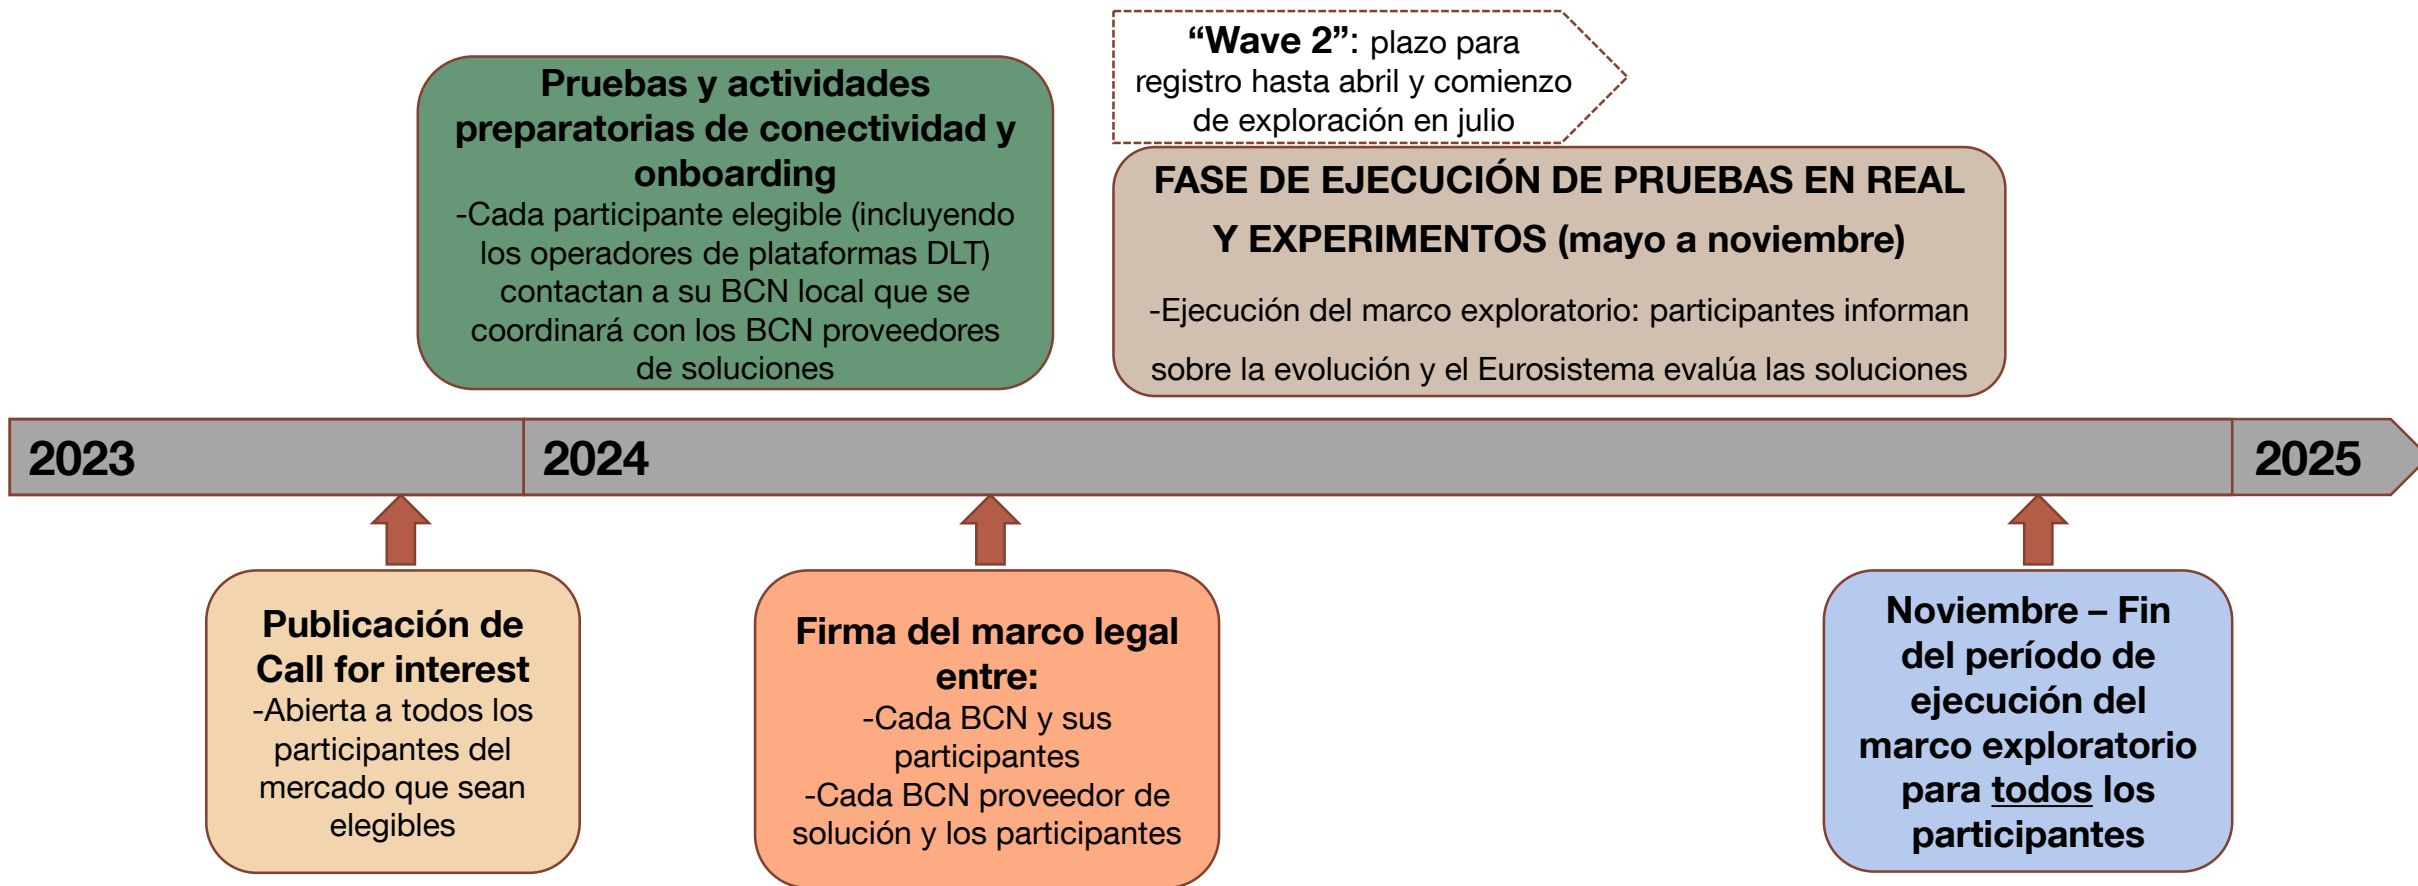 “Wave 2”: plazo para
registro hasta abril y comienzo
de exploración en julio
Pruebas y actividades
preparatorias de conectividad y
onboarding
-Cada participante elegible (incluyendo
los operadores de plataformas DLT)
contactan a su BCN local que se
coordinará con los BCN proveedores
de soluciones
FASE DE EJECUCIÓN DE PRUEBAS EN REAL
Y EXPERIMENTOS (mayo a noviembre)
-Ejecución del marco exploratorio: participantes informan
sobre la evolución y el Eurosistema evalúa las soluciones
2023
2024
2025
Publicación de
Call for interest
-Abierta a todos los
participantes del
mercado que sean
elegibles
Firma del marco legal
entre:
-Cada BCN y sus
participantes
-Cada BCN proveedor de
solución y los participantes
Noviembre – Fin
del período de
ejecución del
marco exploratorio
para todos los
participantes